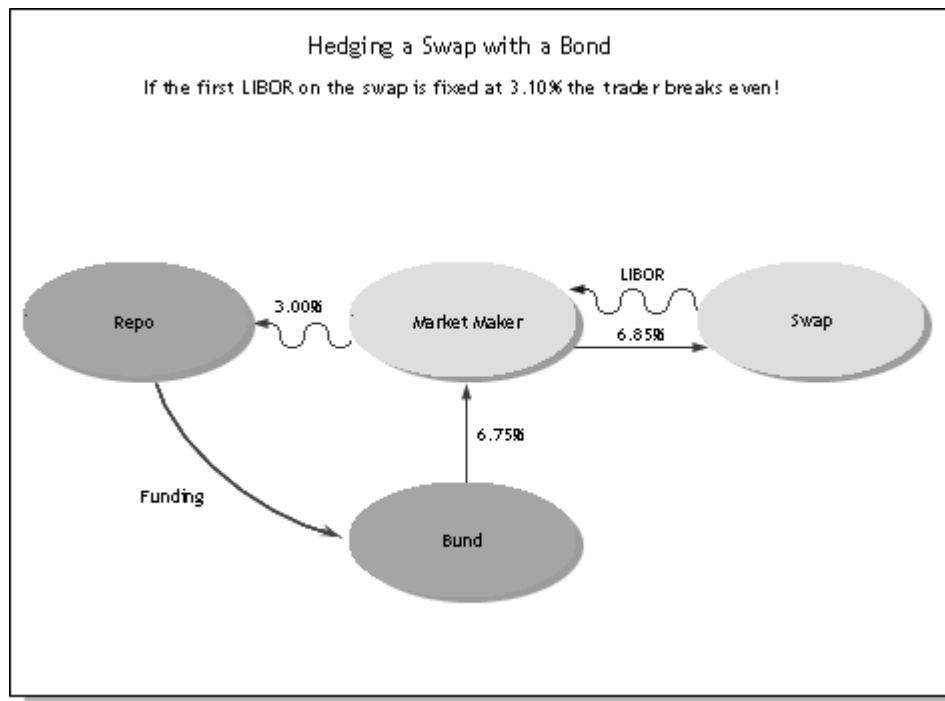 Hedging a Swap with a Bond
If the first LIBOR on the swap is fixed at 3.10% the trader breaks even!
LIBOR
3.00%
Repo
Market Maker
Swap
6.85%
6.75%
Funding
Bund